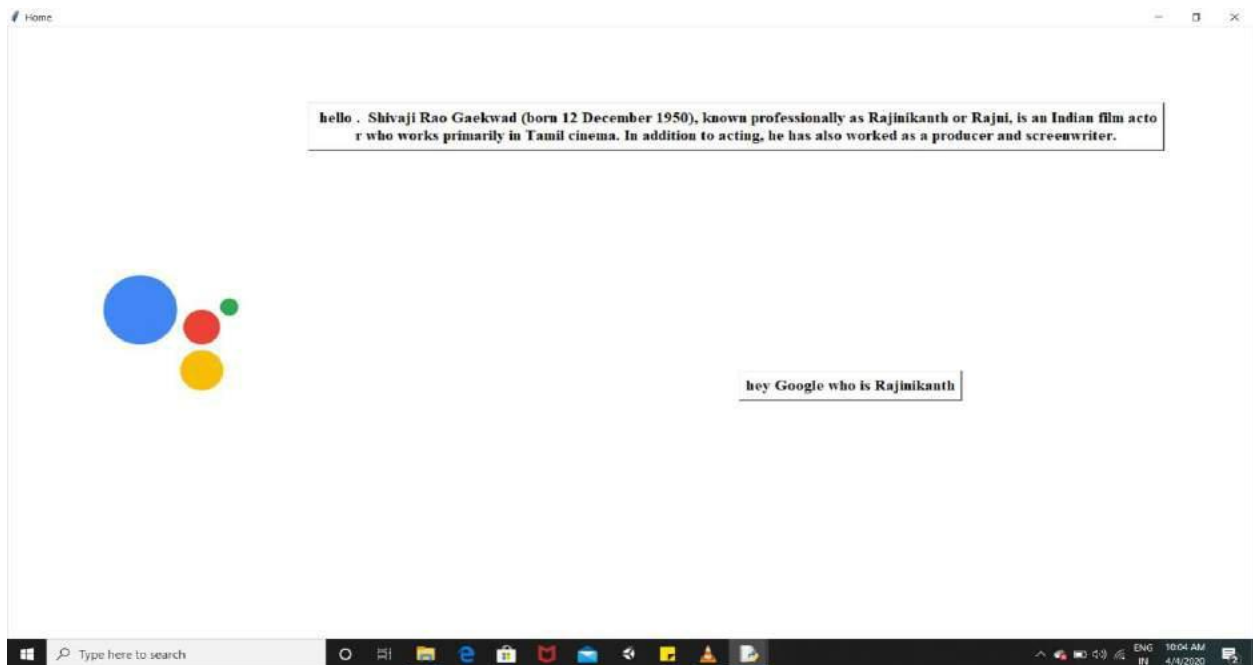 Home
hello .  Shivaji Rao Gaekwad (born 12 December 1950), known professionally as Rajinikanth or Rajni, is an Indian film acto
r who works primarily in Tamil cinema. In addition to acting, he has also worked as a producer and screenwriter.
hey Google who is Rajinikanth
Type here to search
ENG
IN
10:04 AM
4/4/2020